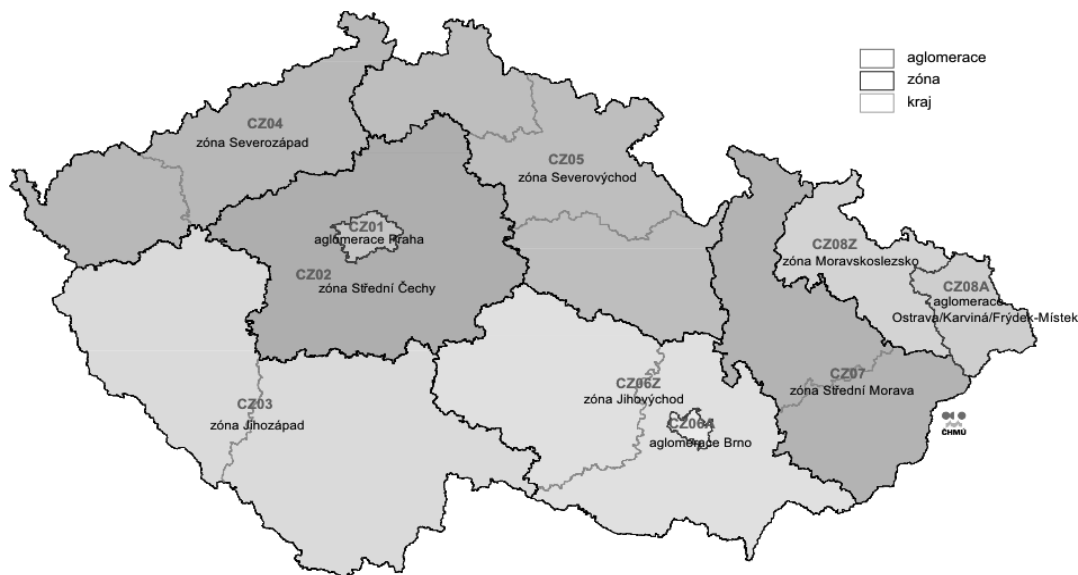 aglomerace
zóna
kraj
CZ04
zóna Severozápad
CZ05
zóna Severovýchod
CZ01
aglomerace Praha
CZ02
zóna Střední Čechy
CZ08Z
zóna Moravskoslezsko
CZ08A
aglomerace
Ostrava/Karviná/Frýdek-Místek
CZ03
zóna Jihozápad
CZ06Z
zóna Jihovýchod
CZ07
zóna Střední Morava
CZ06A
aglomerace Brno
ČHMÚ